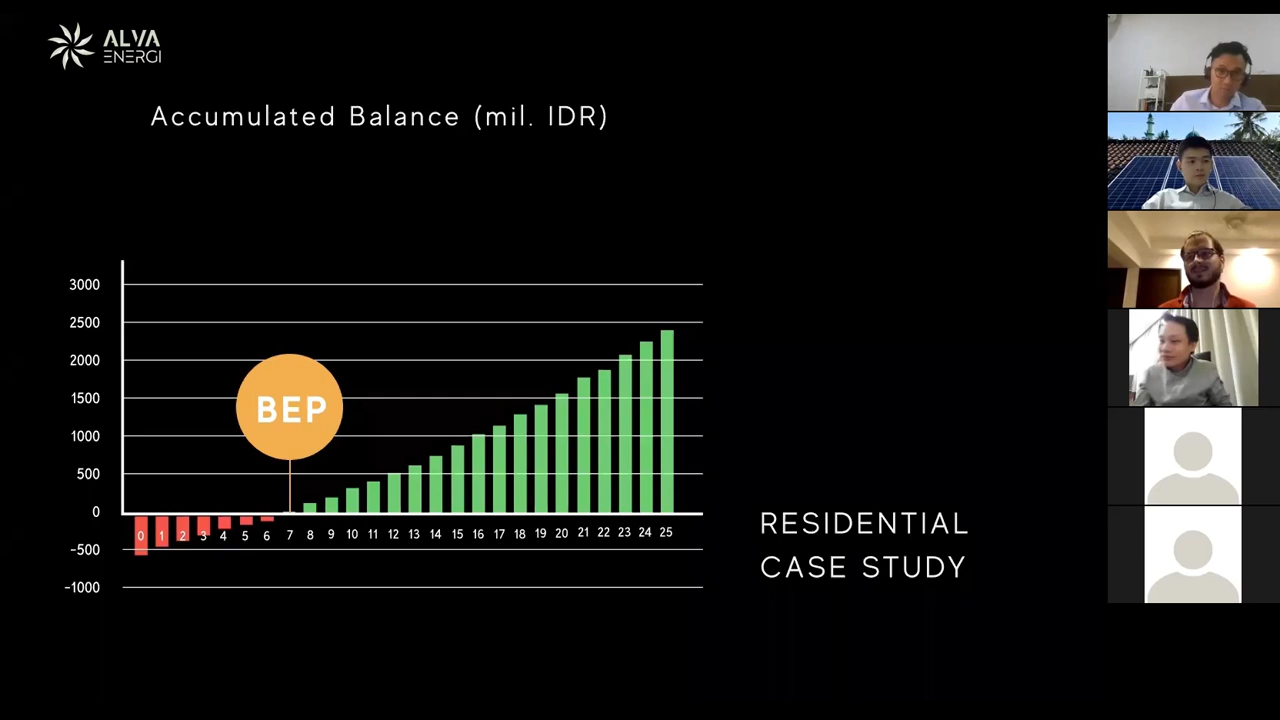 ALVA
ENERGI
Accumulated Balance (mil. IDR)
3000
2500
2000
1500
1000
500
0
-500
-1000
BEP
0 1 2 3 4 5 6 7 8 9 10 11 12 13 14 15 16 17 18 19 20 21 22 23 24 25
RESIDENTIAL
CASE STUDY